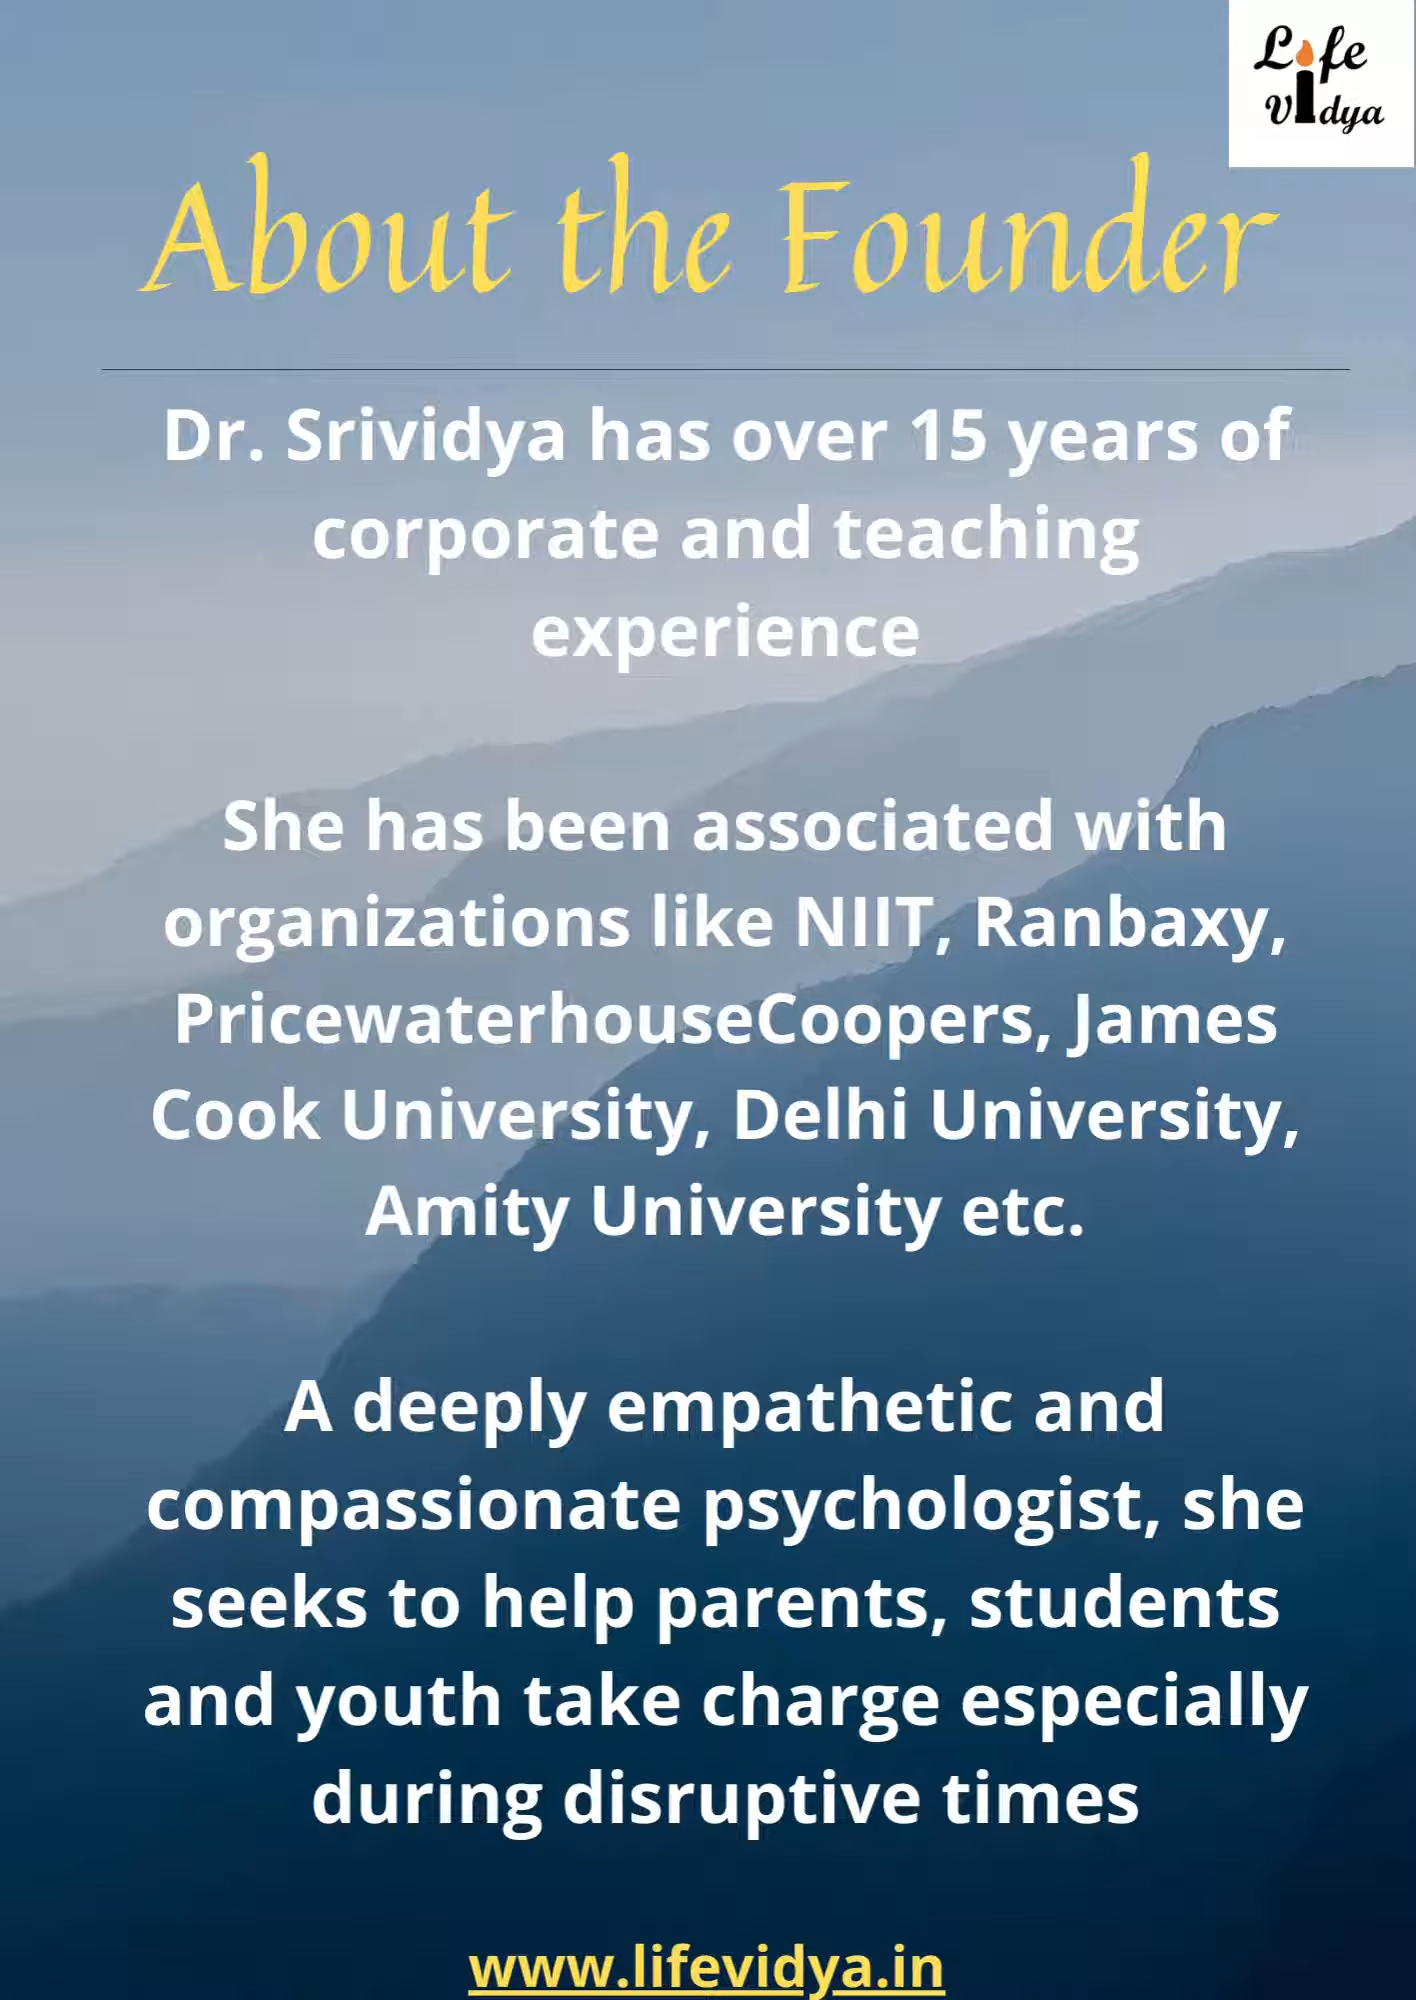 Life
Vidya
About the Founder
Dr. Srividya has over 15 years of
corporate and teaching
experience
She has been associated with
organizations like NIIT, Ranbaxy,
PricewaterhouseCoopers, James
Cook University, Delhi University,
Amity University etc.
A deeply empathetic and
compassionate psychologist, she
seeks to help parents, students
and youth take charge especially
during disruptive times
www.lifevidya.in